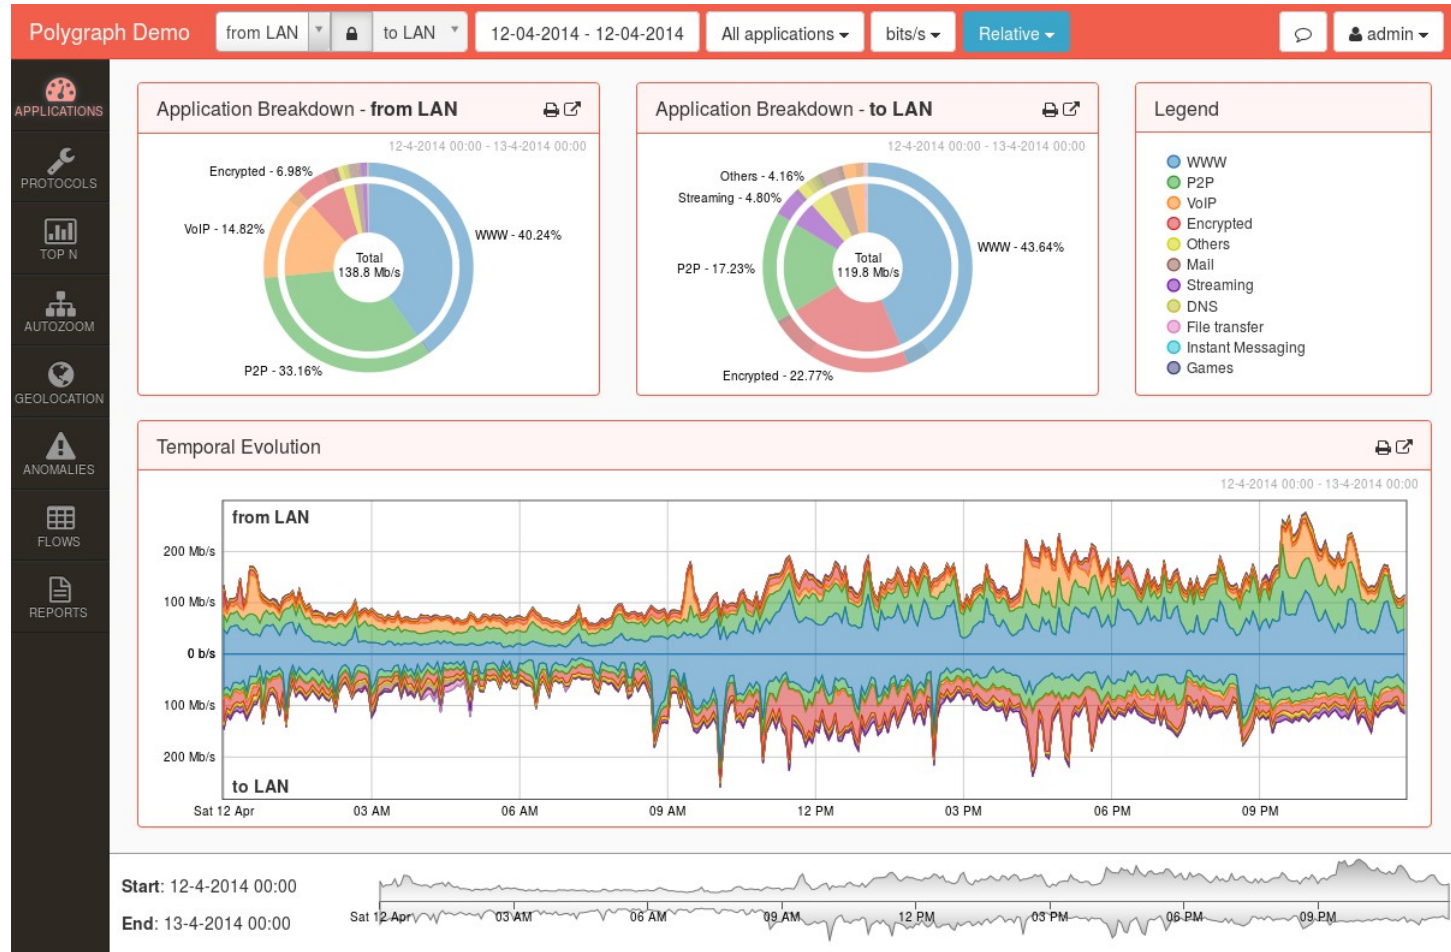 Polygraph Demo
from LAN
to LAN
12-04-2014 - 12-04-2014
All applications
bits/s
Relative
admin
APPLICATIONS
PROTOCOLS
TOP N
AUTOZOOM
GEOLOCATION
ANOMALIES
FLOWS
REPORTS
Application Breakdown - from LAN
12-4-2014 00:00 - 13-4-2014 00:00
Encrypted - 6.98%
VoIP - 14.82%
WWW - 40.24%
Total
138.8 Mb/s
P2P - 33.16%
Application Breakdown - to LAN
12-4-2014 00:00 - 13-4-2014 00:00
Others - 4.16%
Streaming - 4.80%
WWW - 43.64%
P2P - 17.23%
Total
119.8 Mb/s
Encrypted - 22.77%
Legend
WWW
P2P
VoIP
Encrypted
Others
Mail
Streaming
DNS
File transfer
Instant Messaging
Games
Temporal Evolution
12-4-2014 00:00 - 13-4-2014 00:00
from LAN
200 Mb/s
100 Mb/s
0 b/s
100 Mb/s
200 Mb/s
to LAN
Sat 12 Apr 03 AM 06 AM 09 AM 12 PM 03 PM 06 PM 09 PM
Start: 12-4-2014 00:00
End: 13-4-2014 00:00
Sat 12 Apr 03 AM 06 AM 09 AM 12 PM 03 PM 06 PM 09 PM